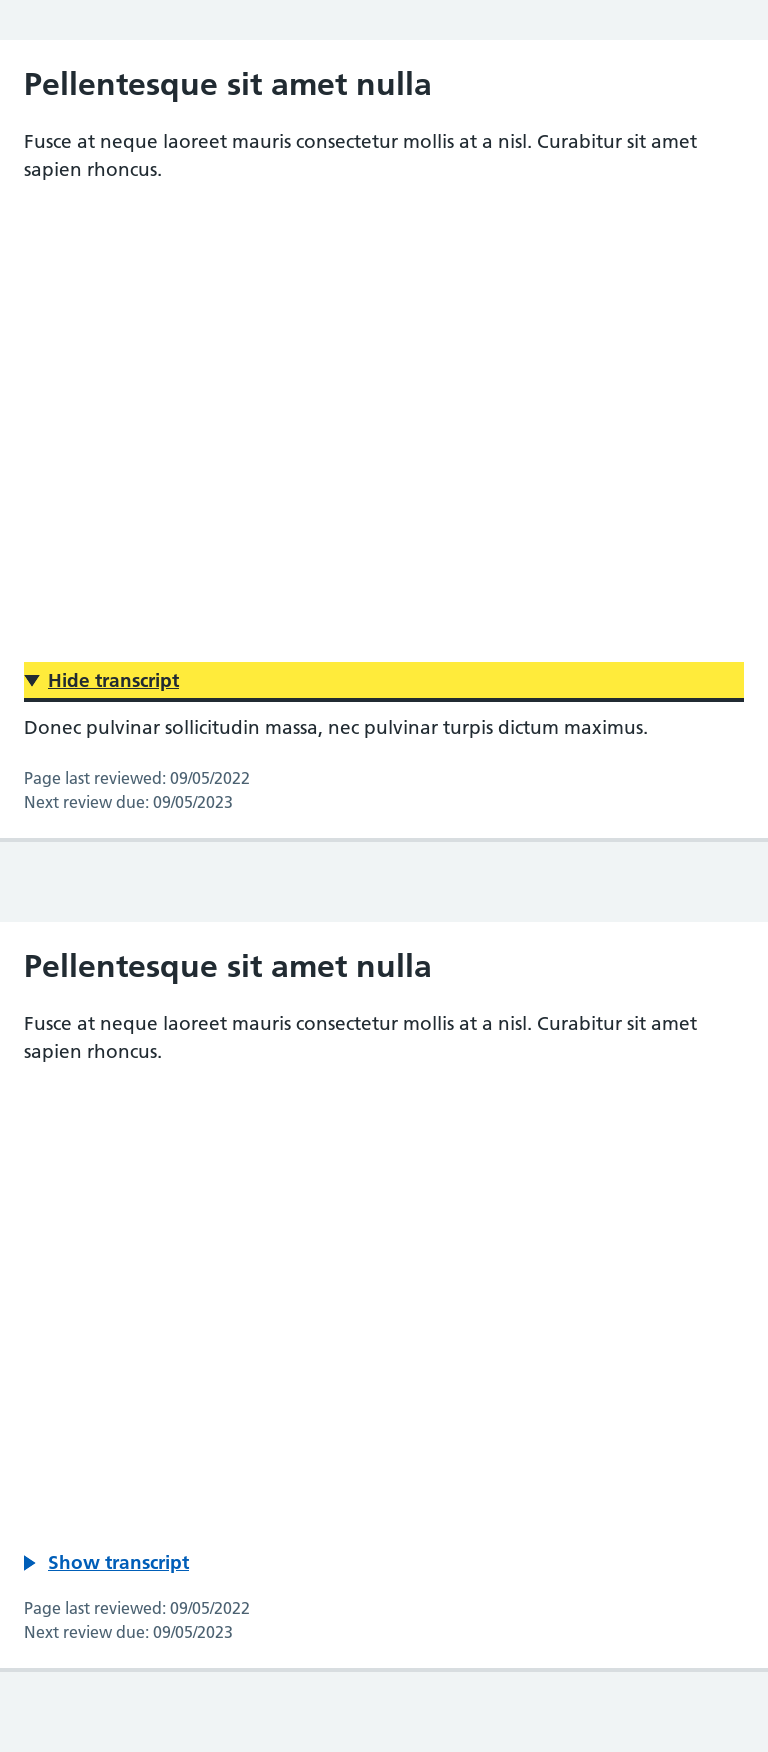 Pellentesque sit amet nulla
Fusce at neque laoreet mauris consectetur mollis at a nisl. Curabitur sit amet
sapien rhoncus.
Hide transcript
Donec pulvinar sollicitudin massa, nec pulvinar turpis dictum maximus.
Page last reviewed: 09/05/2022
Next review due: 09/05/2023
Pellentesque sit amet nulla
Fusce at neque laoreet mauris consectetur mollis at a nisl. Curabitur sit amet
sapien rhoncus.
Show transcript
Page last reviewed: 09/05/2022
Next review due: 09/05/2023